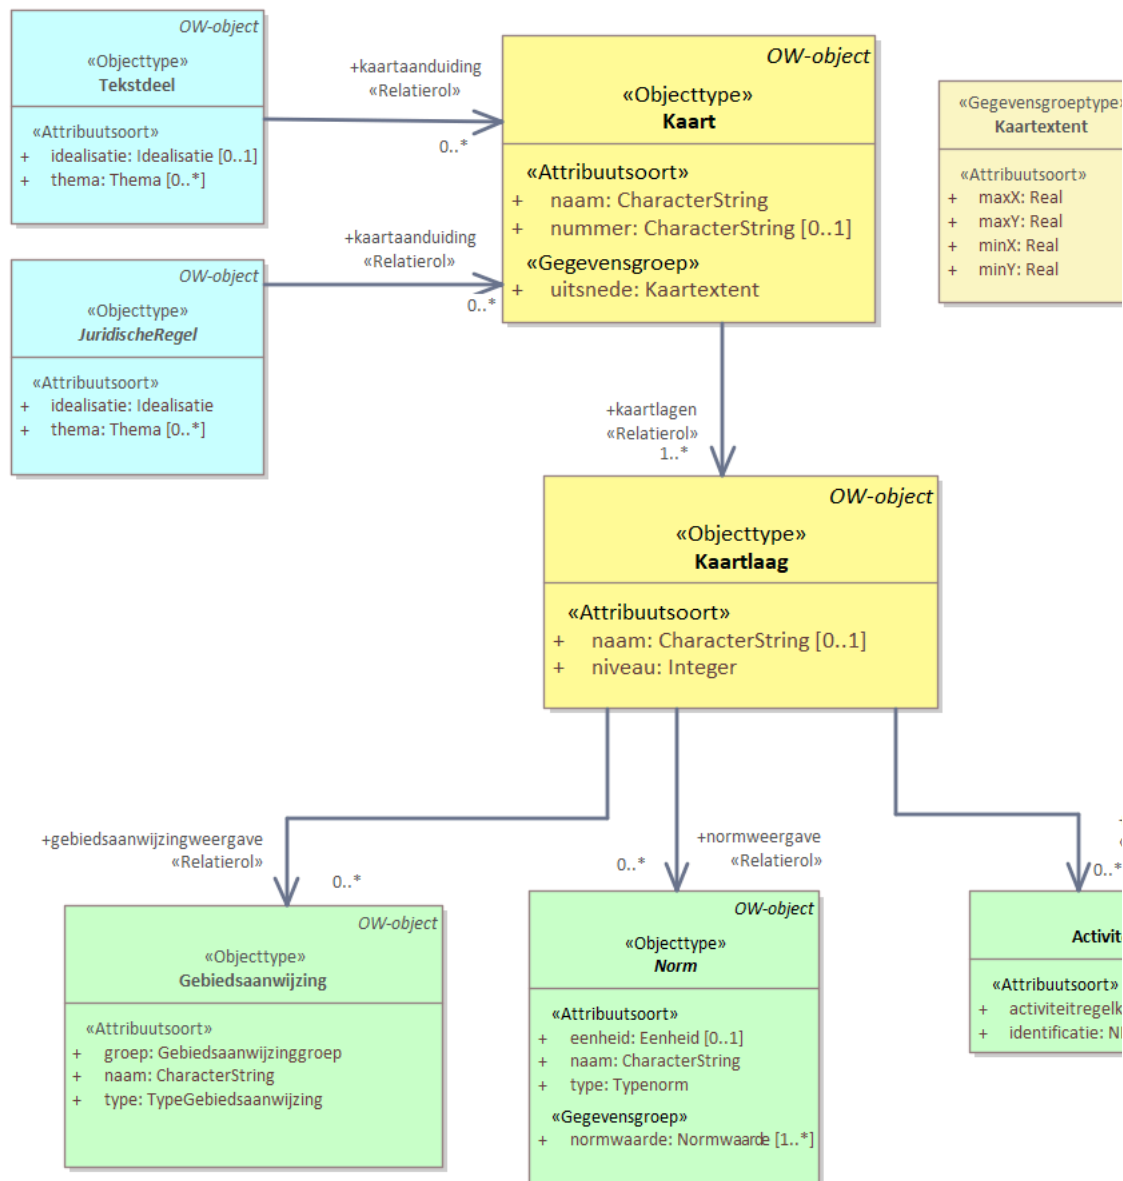 OW-object
«Objecttype»
Tekstdeel
«Attribuutsoort»
+ idealisatie: Idealisatie [0..1]
+ thema: Thema [0..*]
+kaartaanduiding
«Relatierol»
0..*
OW-object
«Objecttype»
Kaart
«Attribuutsoort»
+ naam: CharacterString
+ nummer: CharacterString [0..1]
«Gegevensgroep»
+ uitsnede: Kaartextent
«Gegevensgroeptype»
Kaartextent
«Attribuutsoort»
+ maxX: Real
+ maxY: Real
+ minX: Real
+ minY: Real
+kaartaanduiding
«Relatierol»
0..*
OW-object
«Objecttype»
JuridischeRegel
«Attribuutsoort»
+ idealisatie: Idealisatie
+ thema: Thema [0..*]
+kaartlagen
«Relatierol»
1..*
OW-object
«Objecttype»
Kaartlaag
«Attribuutsoort»
+ naam: CharacterString [0..1]
+ niveau: Integer
+gebiedsaanwijzingweergave
«Relatierol»
0..*
+normweergave
«Relatierol»
0..*
0..*
OW-object
«Objecttype»
Gebiedsaanwijzing
«Attribuutsoort»
+ groep: Gebiedsaanwijzinggroep
+ naam: CharacterString
+ type: TypeGebiedsaanwijzing
OW-object
«Objecttype»
Norm
«Attribuutsoort»
+ eenheid: Eenheid [0..1]
+ naam: CharacterString
+ type: Typenorm
«Gegevensgroep»
+ normwaarde: Normwaarde [1..*]
«Attribuutsoort»
+ identificatie: